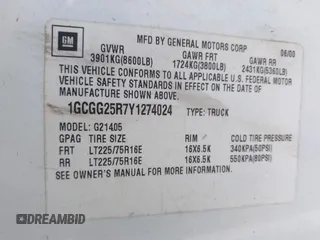 GM
MFD BY GENERAL MOTORS CORP 06/00
GVWR GAWR FRT GAWR RR
3901KG(8600LB) 1724KG(3800LB) 2431KG(5360LB)
THIS VEHICLE CONFORMS TO ALL APPLICABLE U.S. FEDERAL MOTOR
VEHICLE SAFETY STANDARDS IN EFFECT ON THE DATE OF
MANUFACTURE SHOWN ABOVE.
1GCGG25R7Y1274024 TYPE: TRUCK
MODEL: G21405
GPAG TIRE SIZE RIM COLD TIRE PRESSURE
FRT LT225/75R16E 16X6.5K 340KPA(50PSI)
RR LT225/75R16E 16X6.5K 550KPA(80PSI)
SEE OWNER'S MANUAL FOR ADDITIONAL INFORMATION
DREAMBID